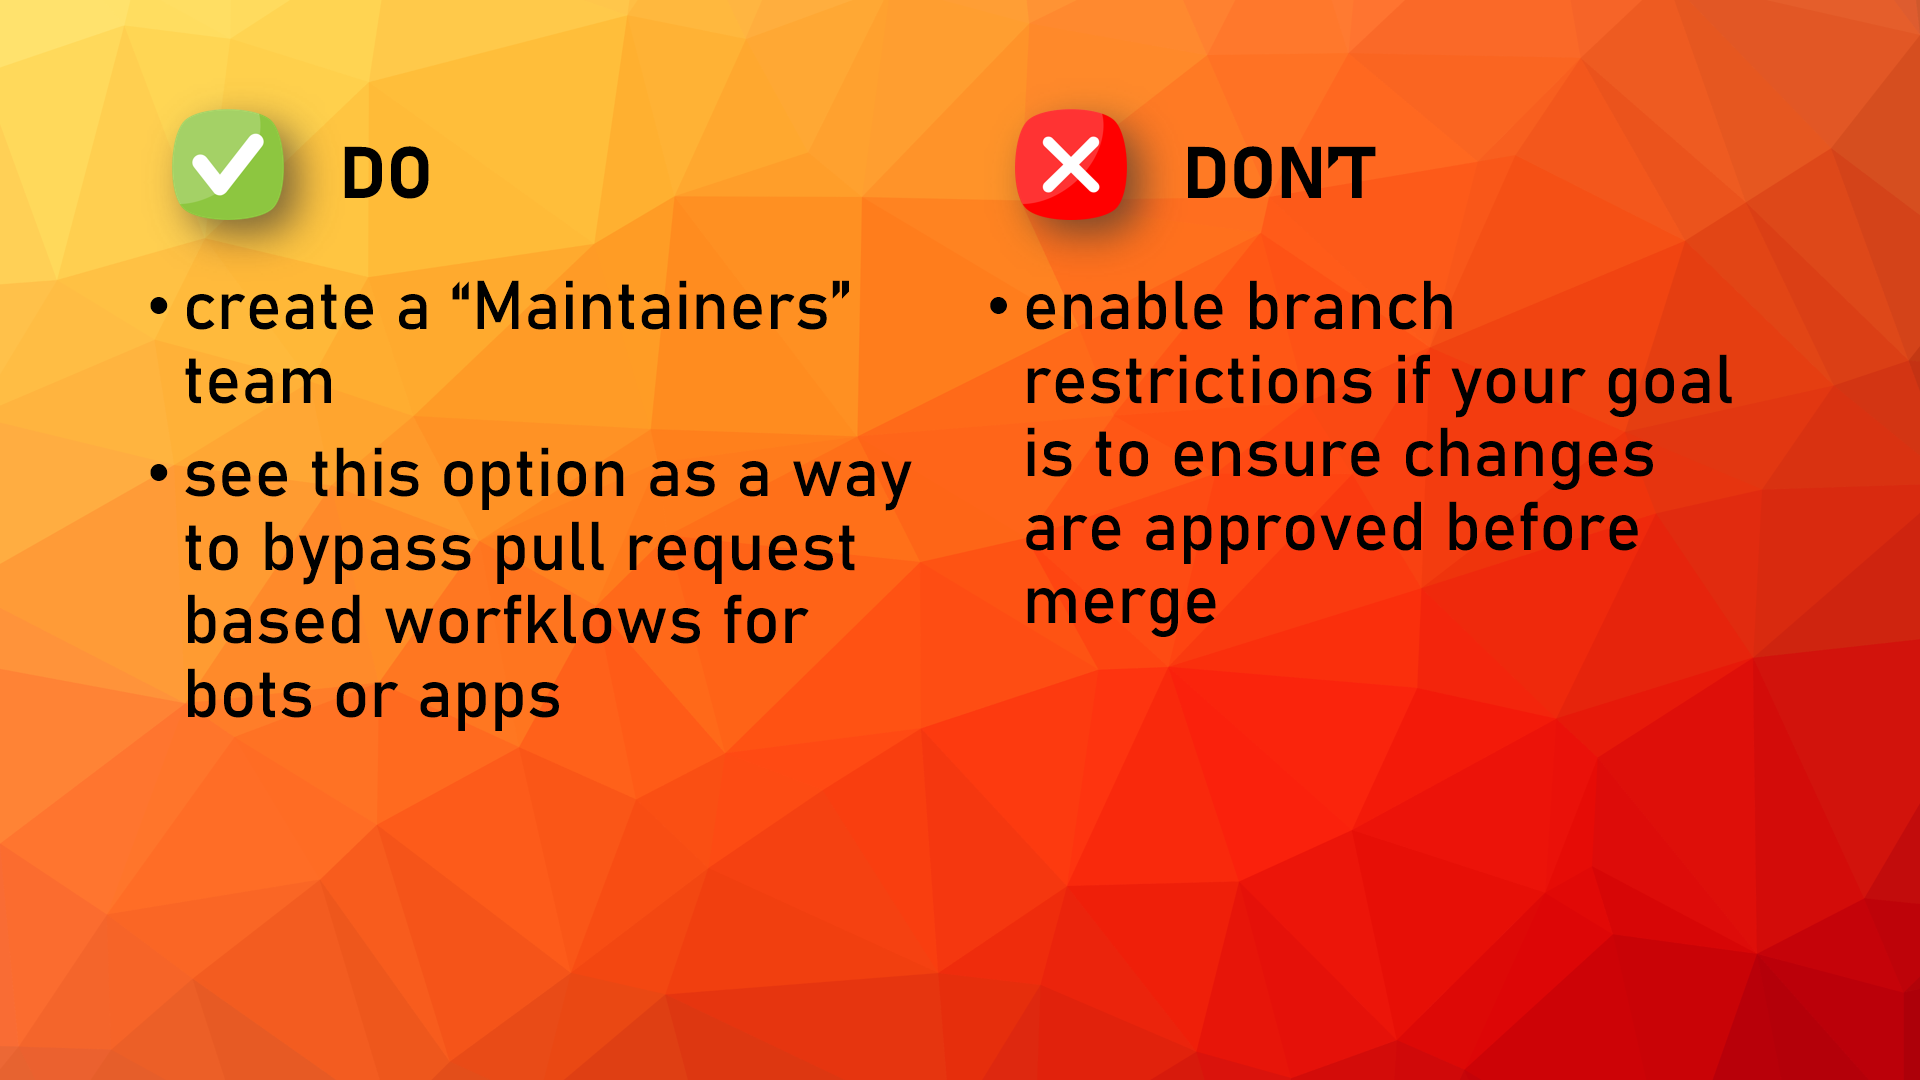 DO
• create a “Maintainers”
team
• see this option as a way
to bypass pull request
based worfklows for
bots or apps
DON'T
• enable branch
restrictions if your goal
is to ensure changes
are approved before
merge